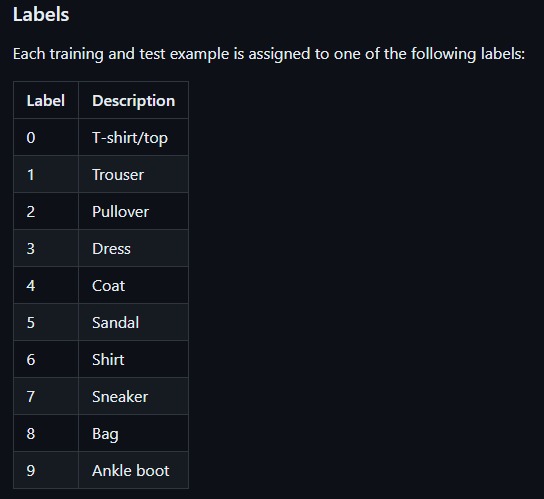 Labels
Each training and test example is assigned to one of the following labels:
Label Description
0 T-shirt/top
1 Trouser
2 Pullover
3 Dress
4 Coat
5 Sandal
6 Shirt
7 Sneaker
8 Bag
9 Ankle boot